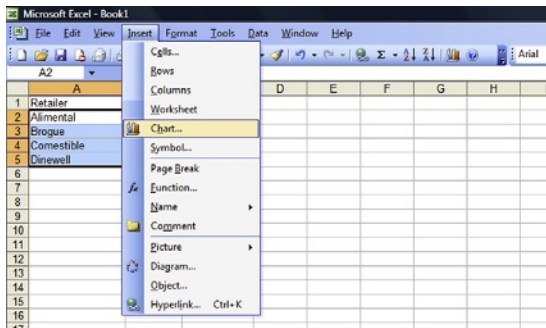 Microsoft Excel - Book1
File Edit View Insert Format Tools Data Window Help
Arial
A2
Cells...
Rows
Columns
Worksheet
Chart...
Symbol...
Page Break
Function...
Name
Comment
Picture
Diagram...
Object...
Hyperlink... Ctrl+K
A D E F G H
1 Retailer
2 Alimental
3 Brogue
4 Comestible
5 Dinewell
6
7
8
9
10
11
12
13
14
15
16